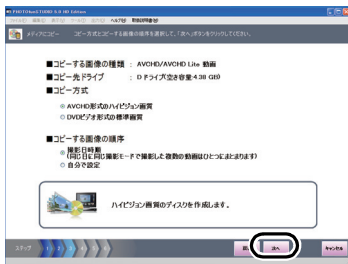 HD Edition
メディアにコピー コピー方式とコピーする画像の順序を選択して、「次へ」ボタンをクリックしてください。
■コピーする画像の種類 : AVCHD/AVCHD Lite 動画
■コピー先ドライブ : D ドライブ(空き容量:4.38 GB)
■コピー方式
AVCHD形式のハイビジョン画質
DVDビデオ形式の標準画質
■コピーする画像の順序
撮影日時順
(同じ日に同じ撮影モードで撮影した複数の動画はひとつにまとまります)
自分で設定
ハイビジョン画質のディスクを作成します。
ステップ 1 2 3 4 5 6
次へ キャンセル